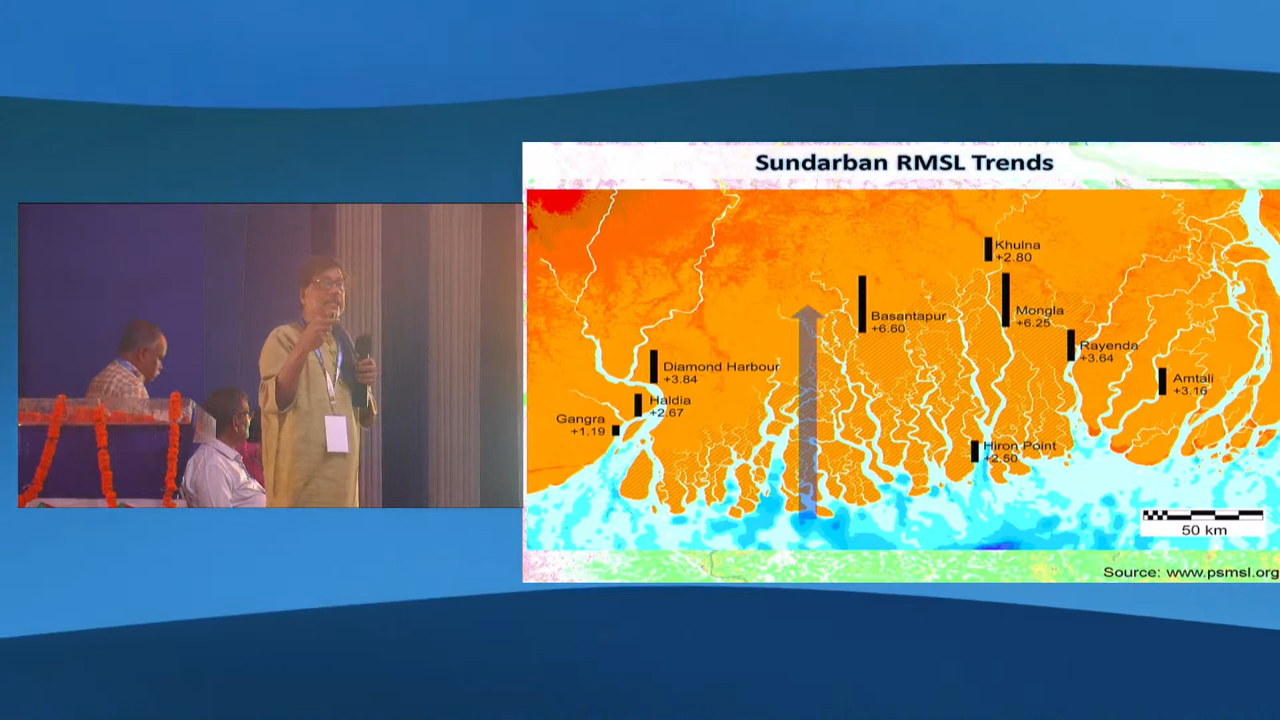 Sundarban RMSL Trends
Khulna
+2.80
Basantapur
+6.60
Mongla
+6.25
Rayenda
+3.64
Diamond Harbour
+3.84
Amtali
+3.16
Haldia
+2.67
Gangra
+1.19
Hiron Point
+2.50
50 km
Source: www.psmsl.org